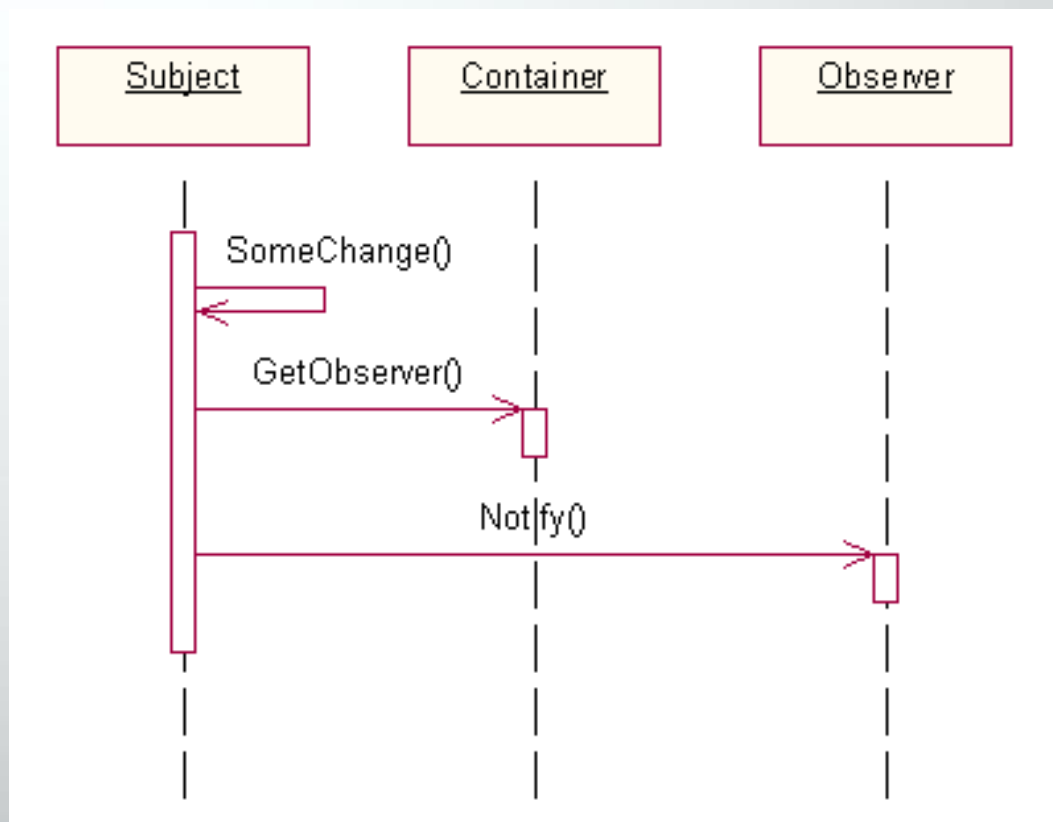 Subject
Container
Observer
SomeChange()
GetObserver()
Notify()